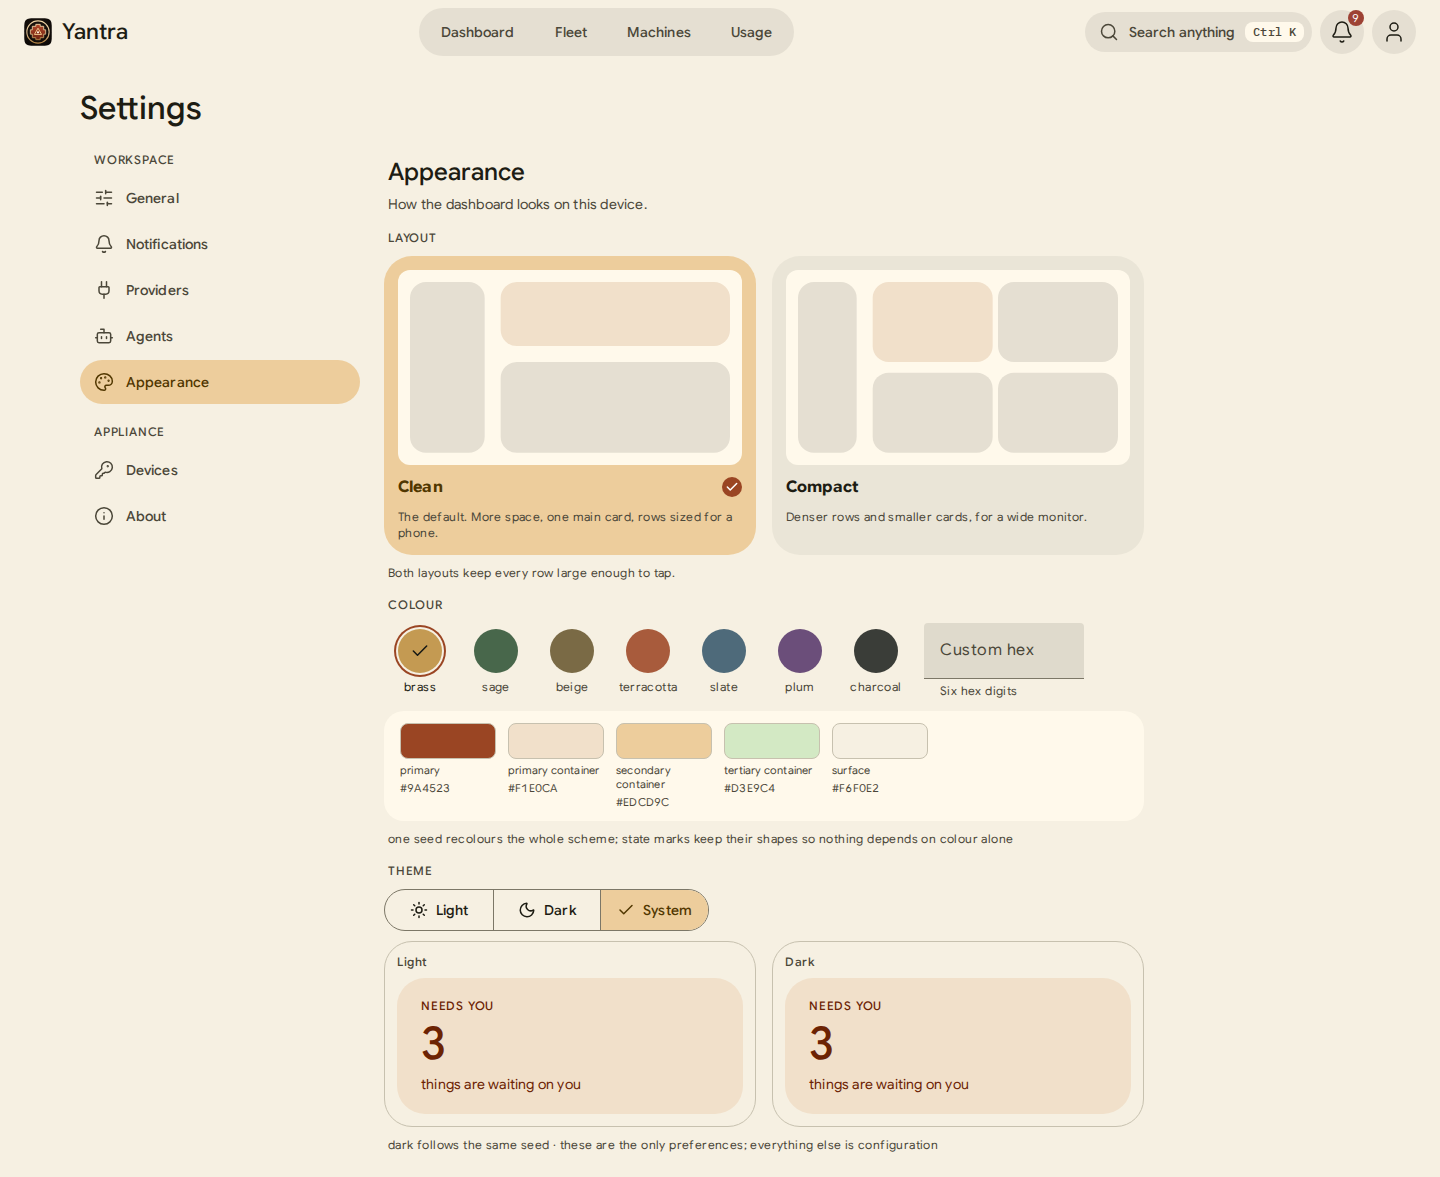 Yantra
Dashboard Fleet Machines Usage
Search anything Ctrl K
9
Settings
WORKSPACE
General
Notifications
Providers
Agents
Appearance
APPLIANCE
Devices
About
Appearance
How the dashboard looks on this device.
LAYOUT
Clean
The default. More space, one main card, rows sized for a
phone.
Compact
Denser rows and smaller cards, for a wide monitor.
Both layouts keep every row large enough to tap.
COLOUR
brass sage beige terracotta slate plum charcoal
Custom hex
Six hex digits
primary
#9A4523
primary container
#F1E0CA
secondary
container
#EDCD9C
tertiary container
#D3E9C4
surface
#F6F0E2
one seed recolours the whole scheme; state marks keep their shapes so nothing depends on colour alone
THEME
Light Dark System
Light
NEEDS YOU
3
things are waiting on you
Dark
NEEDS YOU
3
things are waiting on you
dark follows the same seed · these are the only preferences; everything else is configuration